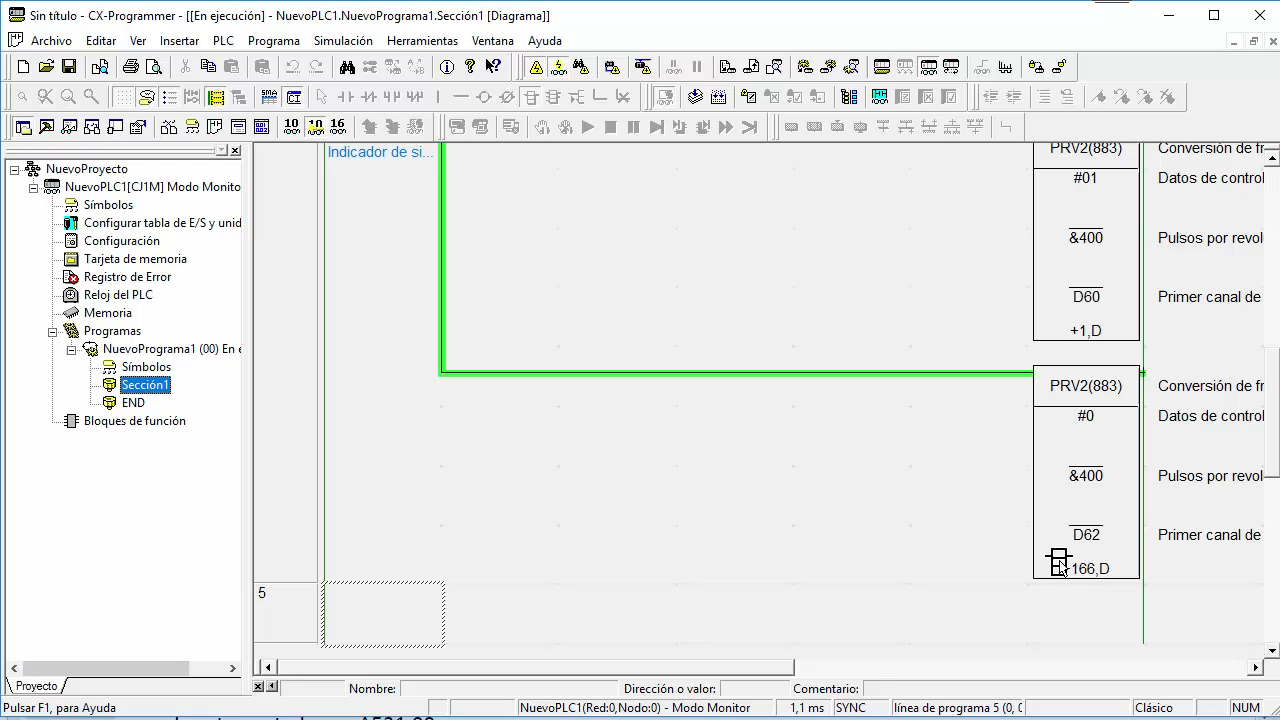 Sin título - CX-Programmer - [[En ejecución] - NuevoPLC1.NuevoPrograma1.Sección1 [Diagrama]]
Archivo Editar Ver Insertar PLC Programa Simulación Herramientas Ventana Ayuda
10 10 16
NuevoProyecto
NuevoPLC1[CJ1M] Modo Monito
Símbolos
Configurar tabla de E/S y unid
Configuración
Tarjeta de memoria
Registro de Error
Reloj del PLC
Memoria
Programas
NuevoPrograma1 (00) En e
Símbolos
Sección1
END
Bloques de función
Proyecto
Indicador de si...
PRV2(883) Conversión de fr
#01 Datos de control
&400 Pulsos por revol
D60 Primer canal de
+1,D
PRV2(883) Conversión de fr
#0 Datos de control
&400 Pulsos por revol
D62 Primer canal de
166,D
5
Nombre: Dirección o valor: Comentario:
Pulsar F1, para Ayuda NuevoPLC1(Red:0,Nodo:0) - Modo Monitor 1,1 ms SYNC línea de programa 5 (0, Clásico NUM